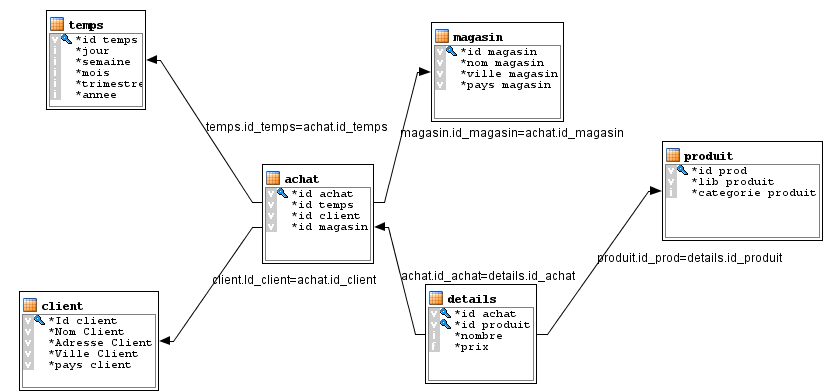 temps
v *id temps
i *jour
i *semaine
i *mois
i *trimestre
i *annee
magasin
v *id magasin
v *nom magasin
v *ville magasin
v *pays magasin
temps.id_temps=achat.id_temps
magasin.id_magasin=achat.id_magasin
produit
v *id prod
v *lib produit
i *categorie produit
achat
v *id achat
v *id temps
v *id client
v *id magasin
produit.id_prod=details.id_produit
client.Id_client=achat.id_client
achat.id_achat=details.id_achat
client
v *Id client
v *Nom Client
v *Adresse Client
v *Ville Client
v *pays client
details
v *id achat
v *id produit
i *nombre
f *prix